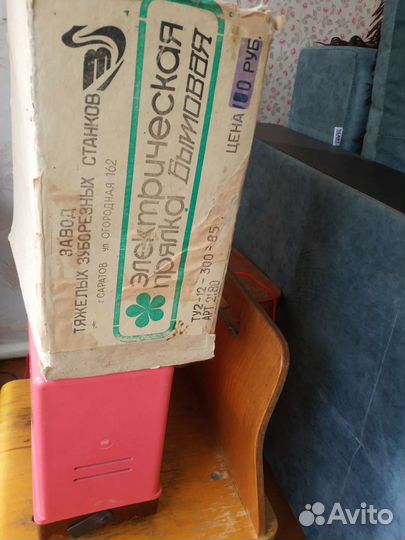 ЗАВОД
ТЯЖЕЛЫХ ЗУБОРЕЗНЫХ СТАНКОВ
г САРАТОВ ул ОГОРОДНАЯ 162
электрическая
прялка бытовая
ТУ2-12-300-85
АРТ 2180
ЦЕНА 100 РУБ.
Avito